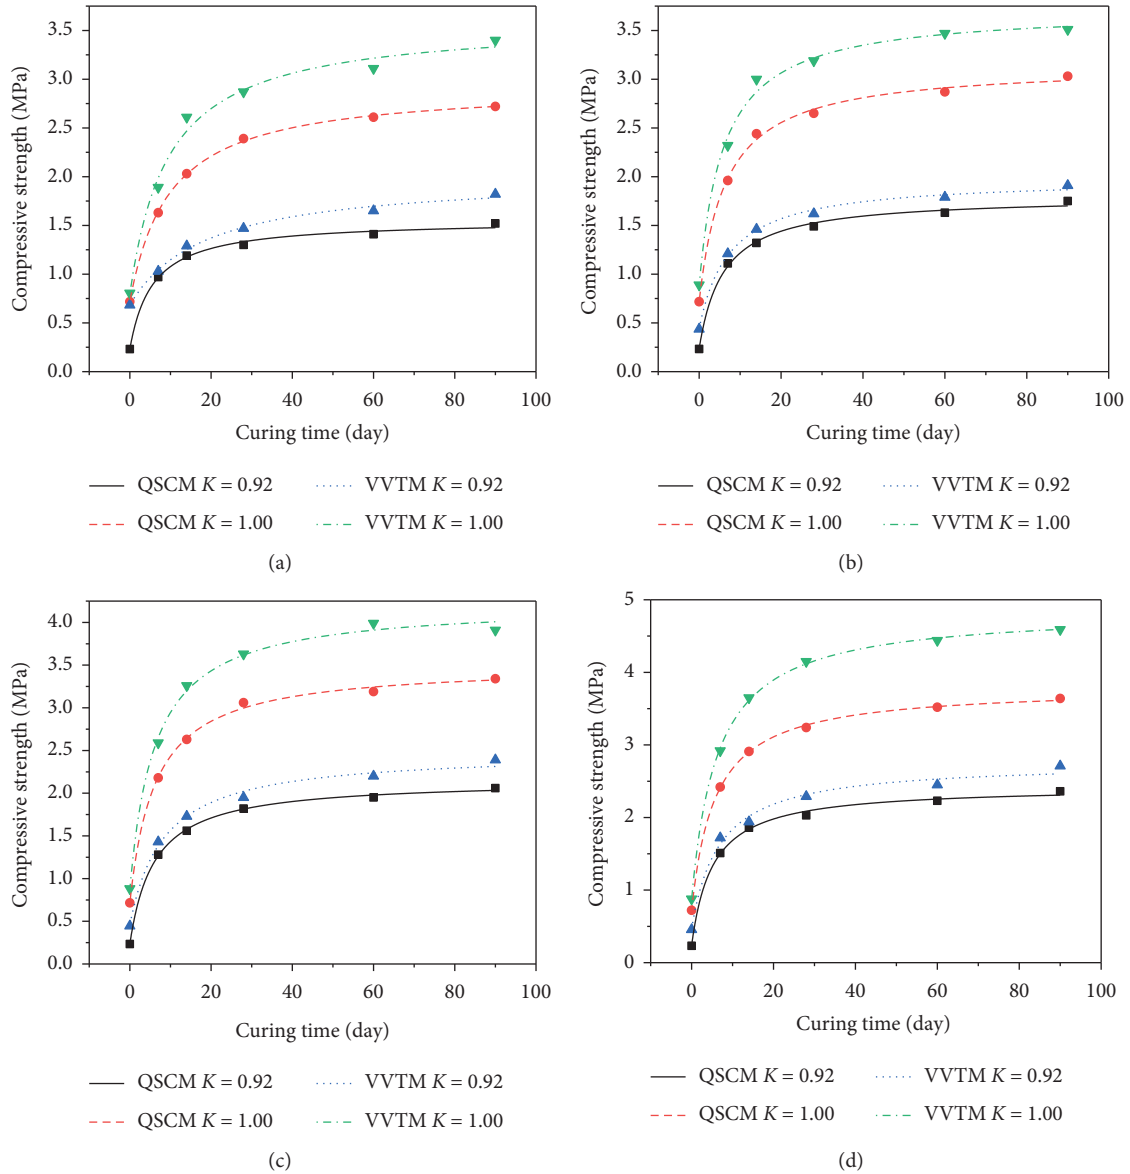 3.5
3.0
2.5
2.0
1.5
1.0
0.5
0.0
Compressive strength (MPa)
0 20 40 60 80 100
Curing time (day)
QSCM K = 0.92 VVTM K = 0.92
QSCM K = 1.00 VVTM K = 1.00
(a)
3.5
3.0
2.5
2.0
1.5
1.0
0.5
0.0
Compressive strength (MPa)
0 20 40 60 80 100
Curing time (day)
QSCM K = 0.92 VVTM K = 0.92
QSCM K = 1.00 VVTM K = 1.00
(b)
4.0
3.5
3.0
2.5
2.0
1.5
1.0
0.5
0.0
Compressive strength (MPa)
0 20 40 60 80 100
Curing time (day)
QSCM K = 0.92 VVTM K = 0.92
QSCM K = 1.00 VVTM K = 1.00
(c)
5
4
3
2
1
0
Compressive strength (MPa)
0 20 40 60 80 100
Curing time (day)
QSCM K = 0.92 VVTM K = 0.92
QSCM K = 1.00 VVTM K = 1.00
(d)